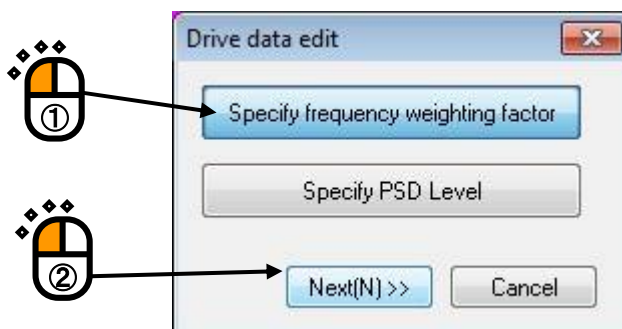 Drive data edit
①
Specify frequency weighting factor
Specify PSD Level
②
Next(N) >>
Cancel